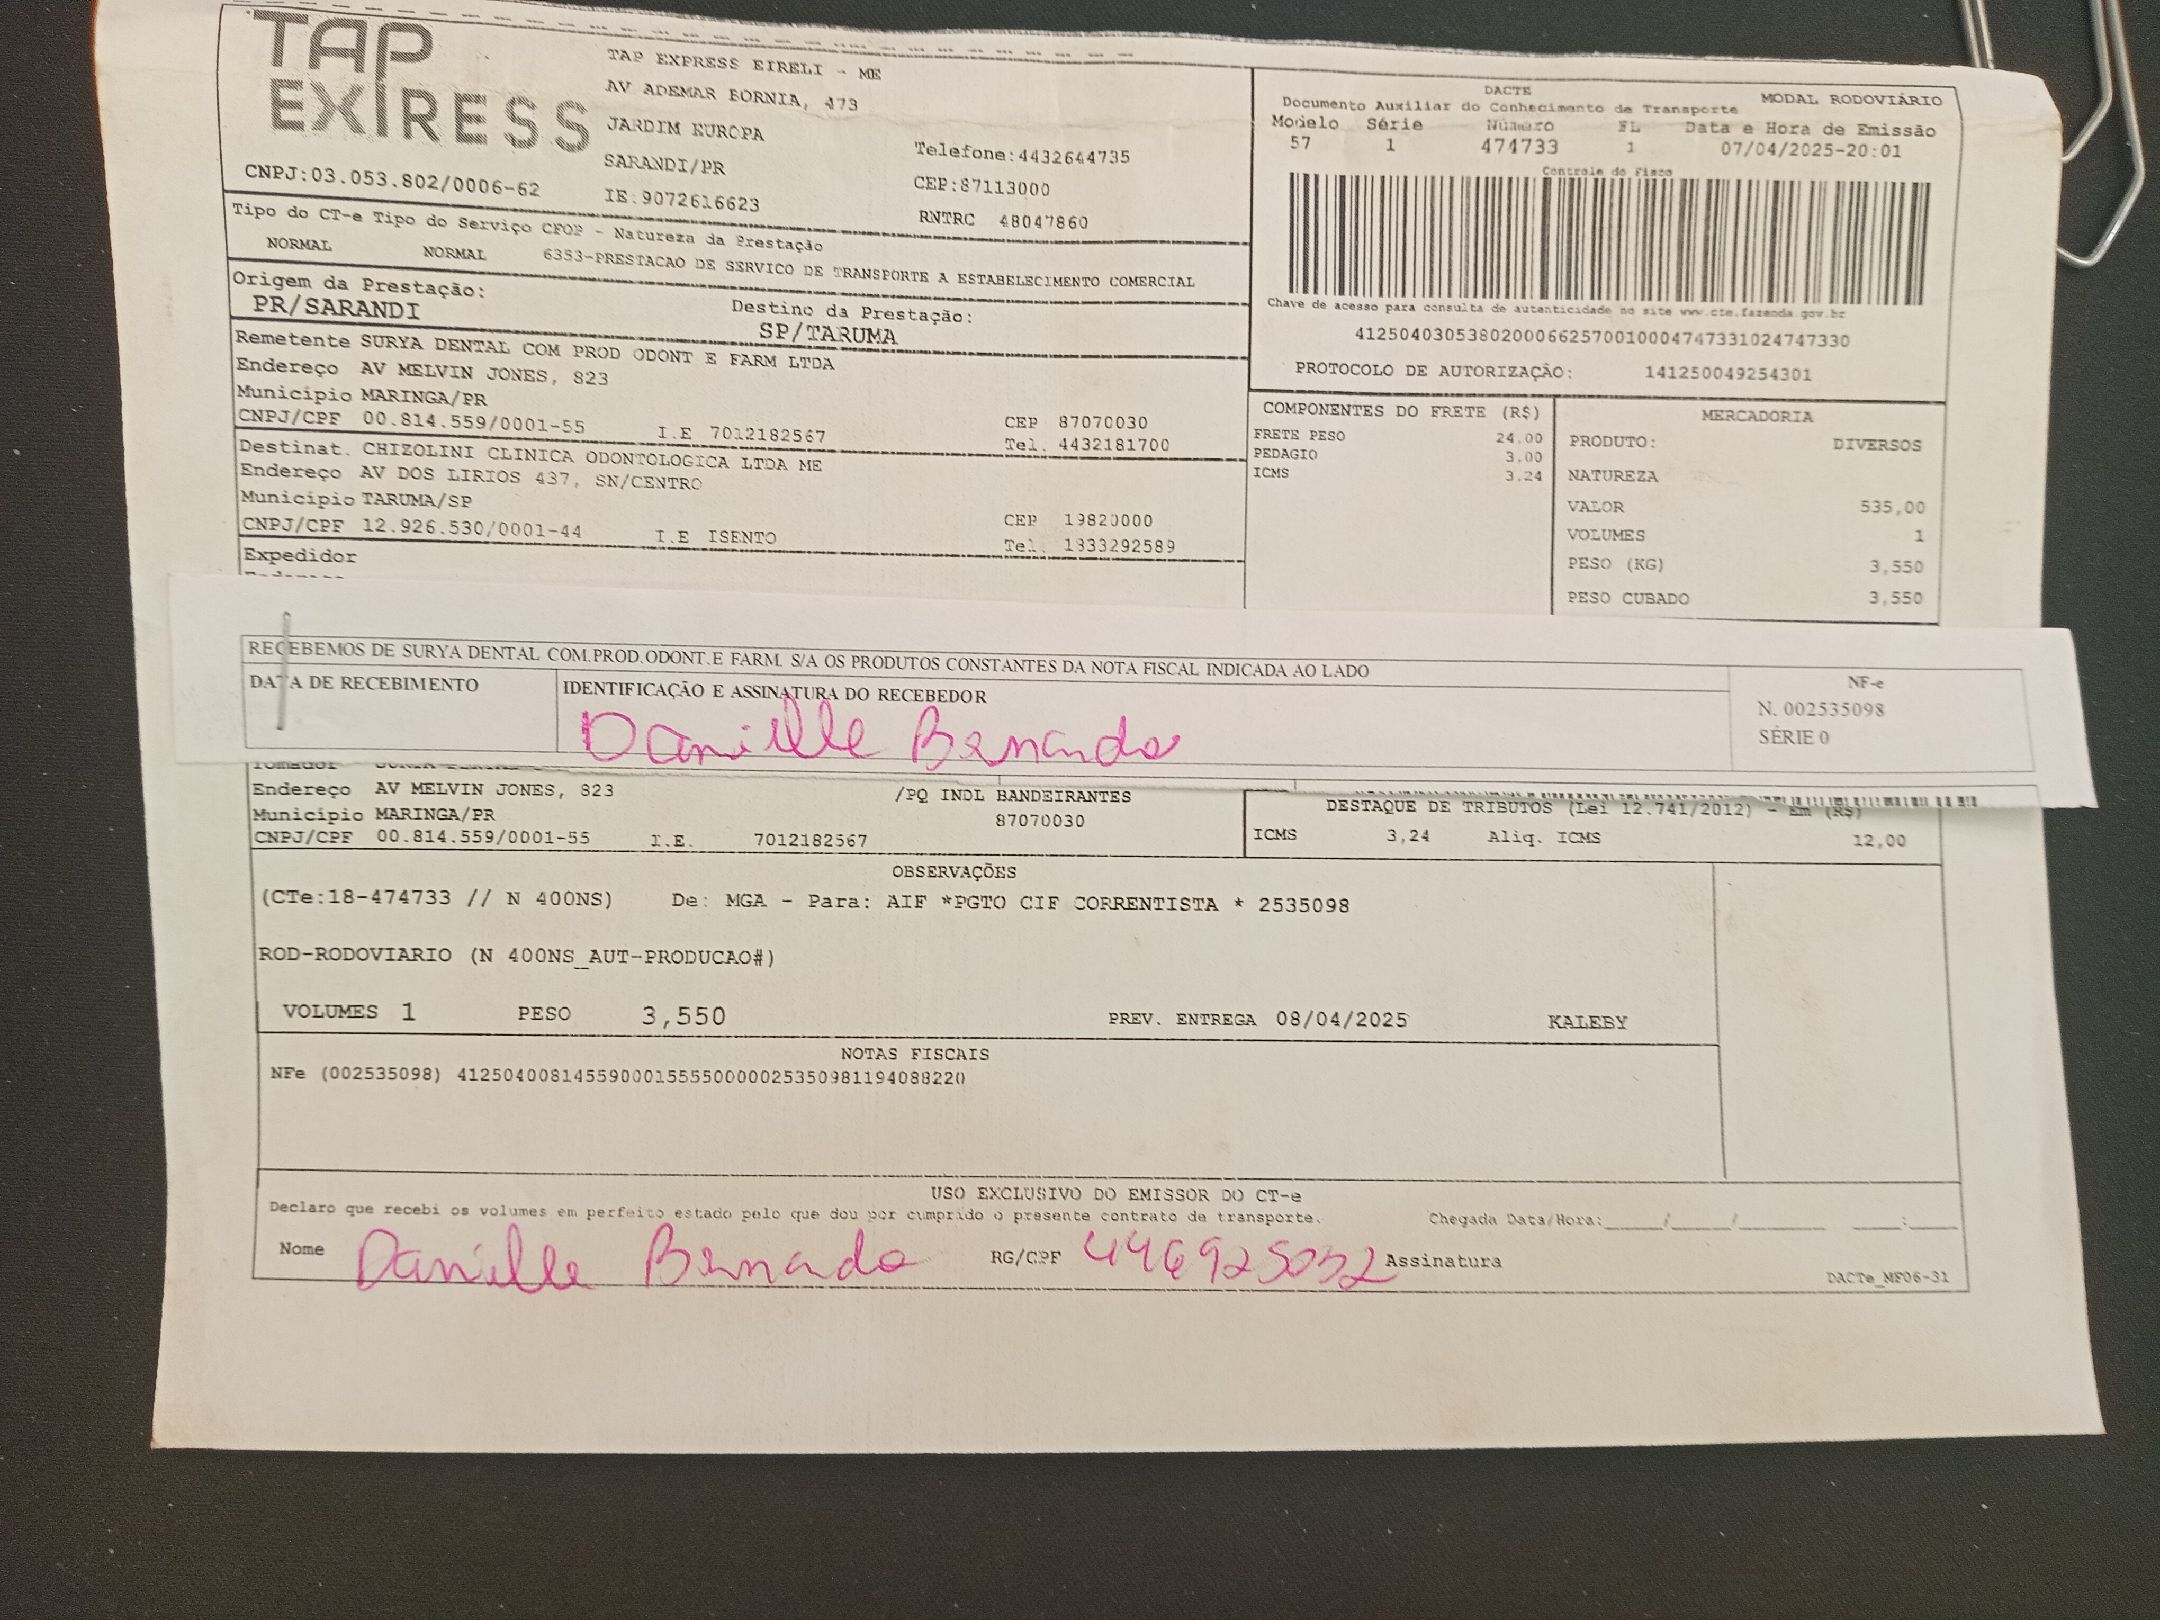 TAP
EXPRESS
TAP EXPRESS EIRELI - ME
AV ADEMAR BORNIA, 473
JARDIM EUROPA
SARANDI/PR
IE:9072616623
CNPJ:03.053.802/0006-62
Telefone:4432644735
CEP:87113000
RNTRC 48047860
DACTE
Documento Auxiliar do Conhecimento de Transporte
MODAL RODOVIÁRIO
Modelo Série Número FL Data e Hora de Emissão
57 1 474733 1 07/04/2025-20:01
Controle do Fisco
Chave de acesso para consulta de autenticidade no site www.cte.fazenda.gov.br
41250403053802000662570010004747331024747330
PROTOCOLO DE AUTORIZAÇÃO: 141250049254301
Tipo do CT-e Tipo do Serviço CFOP - Natureza da Prestação
NORMAL NORMAL 6353-PRESTACAO DE SERVICO DE TRANSPORTE A ESTABELECIMENTO COMERCIAL
Origem da Prestação: Destino da Prestação:
PR/SARANDI SP/TARUMA
Remetente SURYA DENTAL COM PROD ODONT E FARM LTDA
Endereço AV MELVIN JONES, 823
Município MARINGA/PR CEP 87070030
CNPJ/CPF 00.814.559/0001-55 I.E 7012182567 Tel. 4432181700
Destinat. CHIZOLINI CLINICA ODONTOLOGICA LTDA ME
Endereço AV DOS LIRIOS 437, SN/CENTRO
Município TARUMA/SP CEP 19820000
CNPJ/CPF 12.926.530/0001-44 I.E ISENTO Tel. 1833292589
Expedidor
COMPONENTES DO FRETE (R$)
FRETE PESO 24.00
PEDAGIO 3.00
ICMS 3.24
MERCADORIA
PRODUTO: DIVERSOS
NATUREZA
VALOR 535,00
VOLUMES 1
PESO (KG) 3,550
PESO CUBADO 3,550
RECEBEMOS DE SURYA DENTAL COM.PROD.ODONT.E FARM. S/A OS PRODUTOS CONSTANTES DA NOTA FISCAL INDICADA AO LADO
DATA DE RECEBIMENTO IDENTIFICAÇÃO E ASSINATURA DO RECEBEDOR
Danielle Bernardo
NF-e
N. 002535098
SÉRIE 0
Tomador
Endereço AV MELVIN JONES, 823 /PQ INDL BANDEIRANTES
Município MARINGA/PR 87070030
CNPJ/CPF 00.814.559/0001-55 I.E. 7012182567
DESTAQUE DE TRIBUTOS (Lei 12.741/2012) - Em (R$)
ICMS 3,24 Aliq. ICMS 12,00
OBSERVAÇÕES
(CTe:18-474733 // N 400NS) De: MGA - Para: AIF *PGTO CIF CORRENTISTA * 2535098
ROD-RODOVIARIO (N 400NS_AUT-PRODUCAO#)
VOLUMES 1 PESO 3,550 PREV. ENTREGA 08/04/2025 KALEBY
NOTAS FISCAIS
NFe (002535098) 41250400814559000155550000025350981194088220
USO EXCLUSIVO DO EMISSOR DO CT-e
Declaro que recebi os volumes em perfeito estado pelo que dou por cumprido o presente contrato de transporte. Chegada Data/Hora:____/____/______ ___:___
Nome Danielle Bernardo RG/CPF 446925032 Assinatura
DACTe_MF06-31